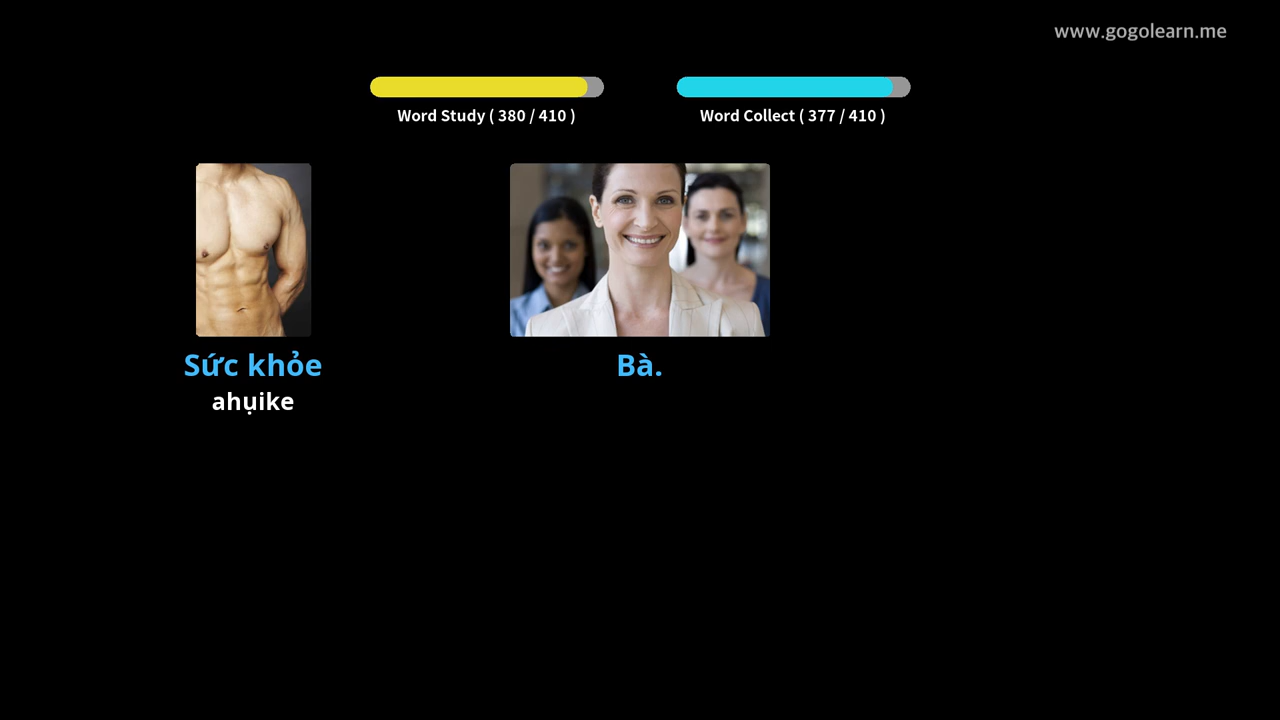 www.gogolearn.me
Word Study ( 380 / 410 )
Word Collect ( 377 / 410 )
Sức khỏe
ahụike
Bà.